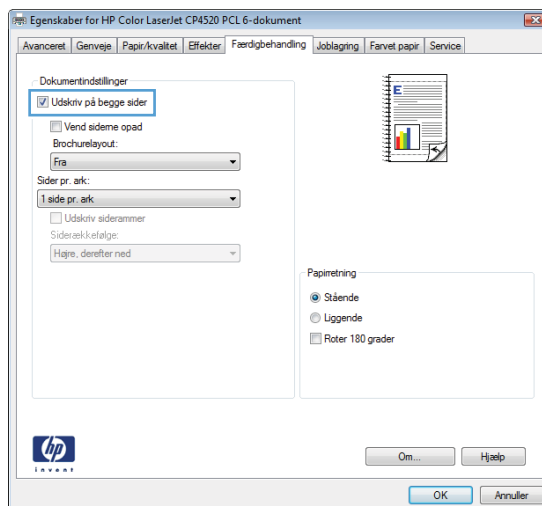 Egenskaber for HP Color LaserJet CP4520 PCL 6-dokument
Avanceret Genveje Papir/kvalitet Effekter Færdigbehandling Joblagring Farvet papir Service
Dokumentindstillinger
Udskriv på begge sider
Vend siderne opad
Brochurelayout:
Fra
Sider pr. ark:
1 side pr. ark
Udskriv siderammer
Siderækkefølge:
Højre, derefter ned
E
Papirretning
Stående
Liggende
Roter 180 grader
hp
invent
Om... Hjælp
OK Annuller